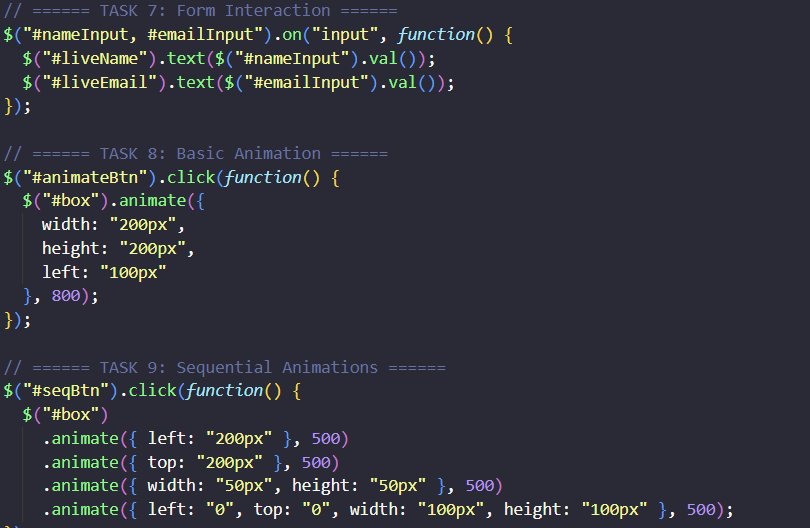 // ====== TASK 7: Form Interaction ======
$("#nameInput, #emailInput").on("input", function() {
  $("#liveName").text($("#nameInput").val());
  $("#liveEmail").text($("#emailInput").val());
});

// ====== TASK 8: Basic Animation ======
$("#animateBtn").click(function() {
  $("#box").animate({
    width: "200px",
    height: "200px",
    left: "100px"
  }, 800);
});

// ====== TASK 9: Sequential Animations ======
$("#seqBtn").click(function() {
  $("#box")
    .animate({ left: "200px" }, 500)
    .animate({ top: "200px" }, 500)
    .animate({ width: "50px", height: "50px" }, 500)
    .animate({ left: "0", top: "0", width: "100px", height: "100px" }, 500);